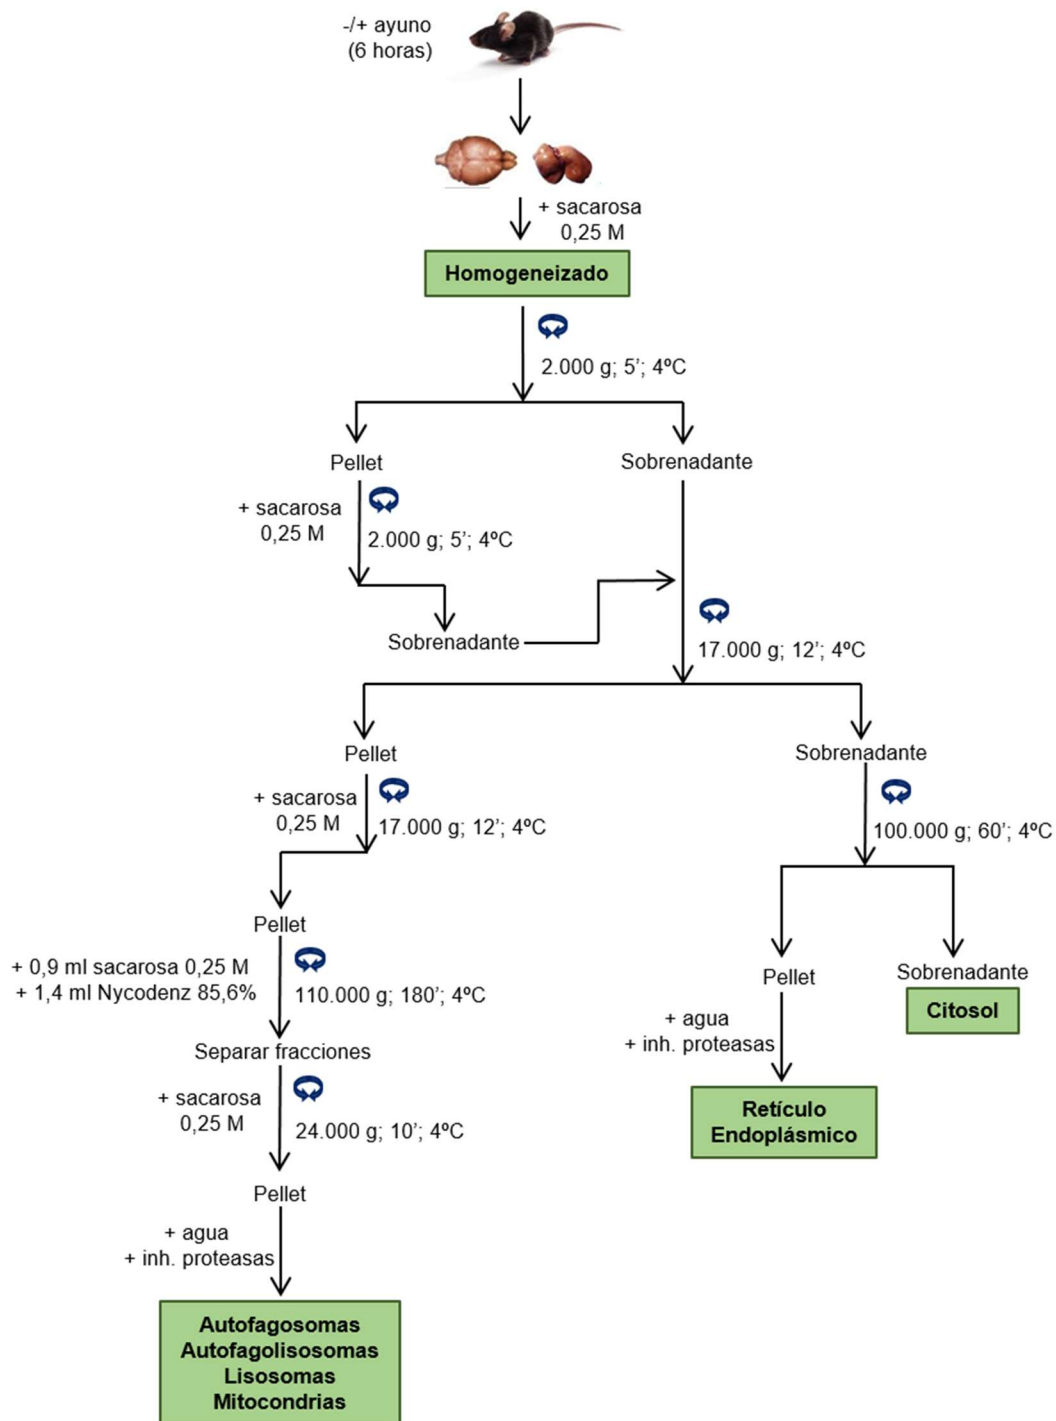 -/+ ayuno
(6 horas)
+ sacarosa
0,25 M
Homogeneizado
2.000 g; 5’; 4ºC
Pellet
Sobrenadante
+ sacarosa
0,25 M
2.000 g; 5’; 4ºC
Sobrenadante
17.000 g; 12’; 4ºC
Pellet
Sobrenadante
+ sacarosa
0,25 M
17.000 g; 12’; 4ºC
100.000 g; 60’; 4ºC
Pellet
+ 0,9 ml sacarosa 0,25 M
+ 1,4 ml Nycodenz 85,6%
110.000 g; 180’; 4ºC
Pellet
Sobrenadante
Citosol
+ agua
+ inh. proteasas
Retículo
Endoplásmico
Separar fracciones
+ sacarosa
0,25 M
24.000 g; 10’; 4ºC
Pellet
+ agua
+ inh. proteasas
Autofagosomas
Autofagolisosomas
Lisosomas
Mitocondrias